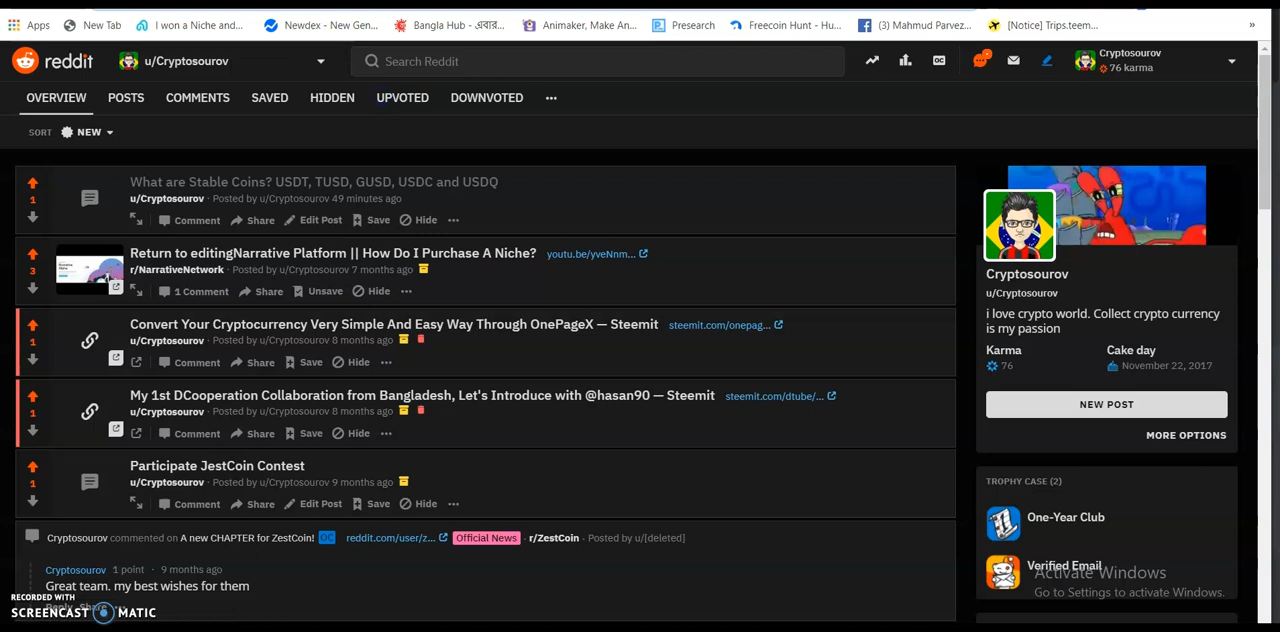 Apps New Tab I won a Niche and... Newdex - New Gen... Bangla Hub - এবার... Animaker, Make An... Presearch Freecoin Hunt - Hu... (3) Mahmud Parvez... [Notice] Trips.teem... »
reddit u/Cryptosourov Search Reddit Cryptosourov
76 karma
OVERVIEW POSTS COMMENTS SAVED HIDDEN UPVOTED DOWNVOTED ...
SORT NEW
What are Stable Coins? USDT, TUSD, GUSD, USDC and USDQ
1 u/Cryptosourov · Posted by u/Cryptosourov 49 minutes ago
Comment Share Edit Post Save Hide ...
Return to editingNarrative Platform || How Do I Purchase A Niche? youtu.be/yveNnm...
3 r/NarrativeNetwork · Posted by u/Cryptosourov 7 months ago
1 Comment Share Unsave Hide ...
Convert Your Cryptocurrency Very Simple And Easy Way Through OnePageX — Steemit steemit.com/onepag...
1 u/Cryptosourov · Posted by u/Cryptosourov 8 months ago
Comment Share Save Hide ...
My 1st DCooperation Collaboration from Bangladesh, Let's Introduce with @hasan90 — Steemit steemit.com/dtube/...
1 u/Cryptosourov · Posted by u/Cryptosourov 8 months ago
Comment Share Save Hide ...
Participate JestCoin Contest
1 u/Cryptosourov · Posted by u/Cryptosourov 9 months ago
Comment Share Edit Post Save Hide ...
Cryptosourov commented on A new CHAPTER for ZestCoin! OC reddit.com/user/z... Official News · r/ZestCoin · Posted by u/[deleted]
Cryptosourov 1 point · 9 months ago
Great team. my best wishes for them
Reply Share ...
Cryptosourov
u/Cryptosourov
i love crypto world. Collect crypto currency
is my passion
Karma Cake day
76 November 22, 2017
NEW POST
MORE OPTIONS
TROPHY CASE (2)
One-Year Club
Verified Email
Activate Windows
Go to Settings to activate Windows.
RECORDED WITH
SCREENCAST MATIC